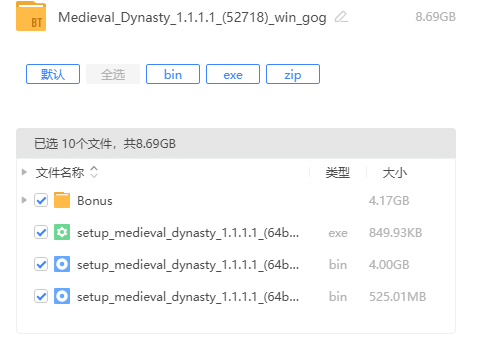 BT Medieval_Dynasty_1.1.1.1_(52718)_win_gog 8.69GB
默认 全选 bin exe zip
已选 10个文件，共8.69GB
文件名称 类型 大小
Bonus 4.17GB
setup_medieval_dynasty_1.1.1.1_(64b... exe 849.93KB
setup_medieval_dynasty_1.1.1.1_(64b... bin 4.00GB
setup_medieval_dynasty_1.1.1.1_(64b... bin 525.01MB